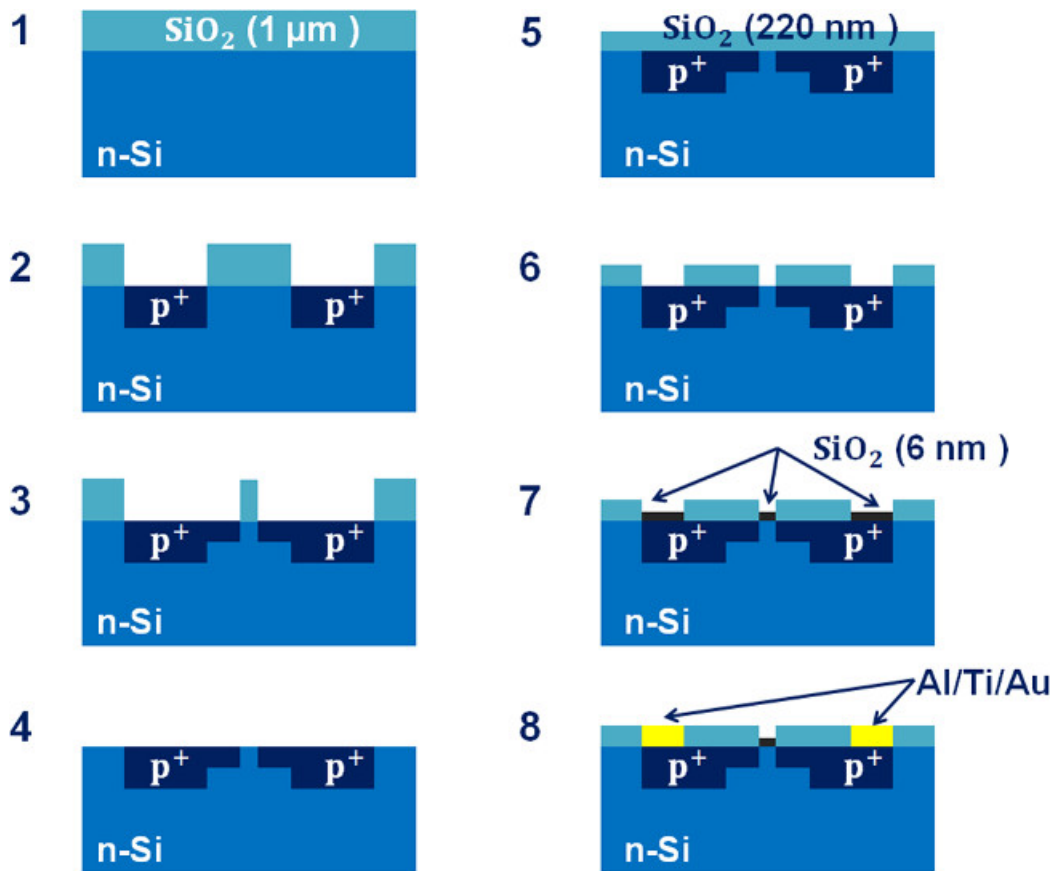 1
SiO₂ (1 µm )
n-Si
2
p⁺ p⁺
n-Si
3
p⁺ p⁺
n-Si
4
p⁺ p⁺
n-Si
5
SiO₂ (220 nm )
p⁺ p⁺
n-Si
6
p⁺ p⁺
n-Si
SiO₂ (6 nm )
7
p⁺ p⁺
n-Si
Al/Ti/Au
8
p⁺ p⁺
n-Si